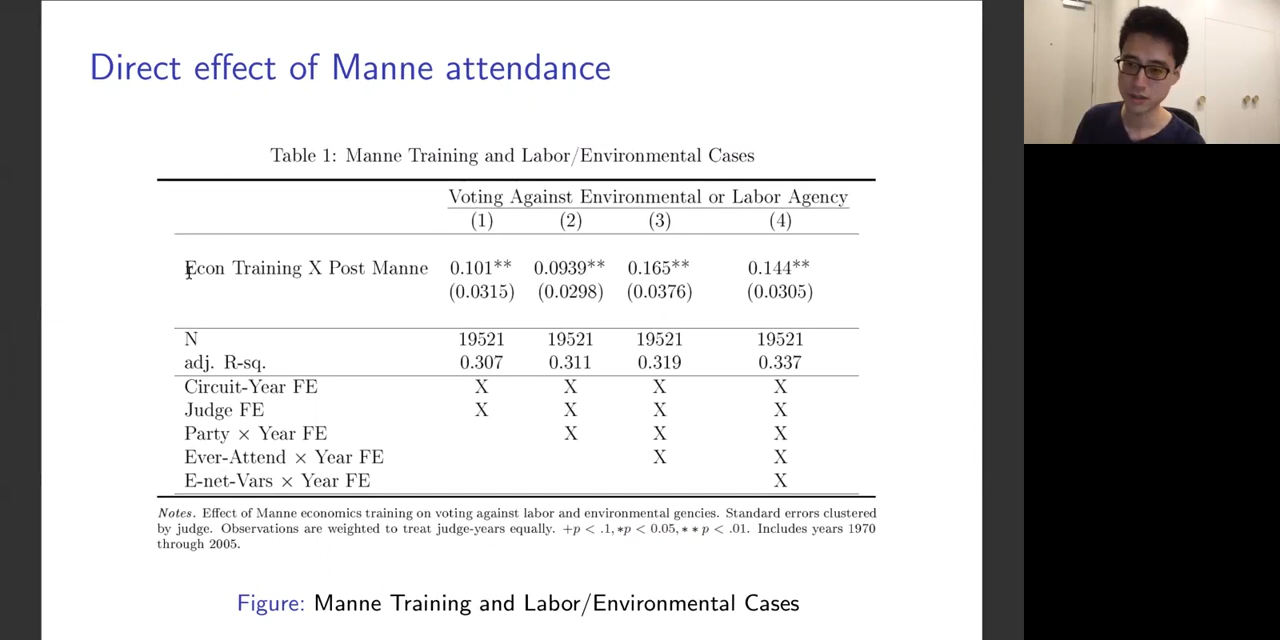 Direct effect of Manne attendance
Table 1: Manne Training and Labor/Environmental Cases
Voting Against Environmental or Labor Agency
(1) (2) (3) (4)
Econ Training X Post Manne 0.101** 0.0939** 0.165** 0.144**
(0.0315) (0.0298) (0.0376) (0.0305)
N 19521 19521 19521 19521
adj. R-sq. 0.307 0.311 0.319 0.337
Circuit-Year FE X X X X
Judge FE X X X X
Party × Year FE X X X
Ever-Attend × Year FE X X
E-net-Vars × Year FE X
Notes. Effect of Manne economics training on voting against labor and environmental gencies. Standard errors clustered
by judge. Observations are weighted to treat judge-years equally. +p < .1, *p < 0.05, * * p < .01. Includes years 1970
through 2005.
Figure: Manne Training and Labor/Environmental Cases